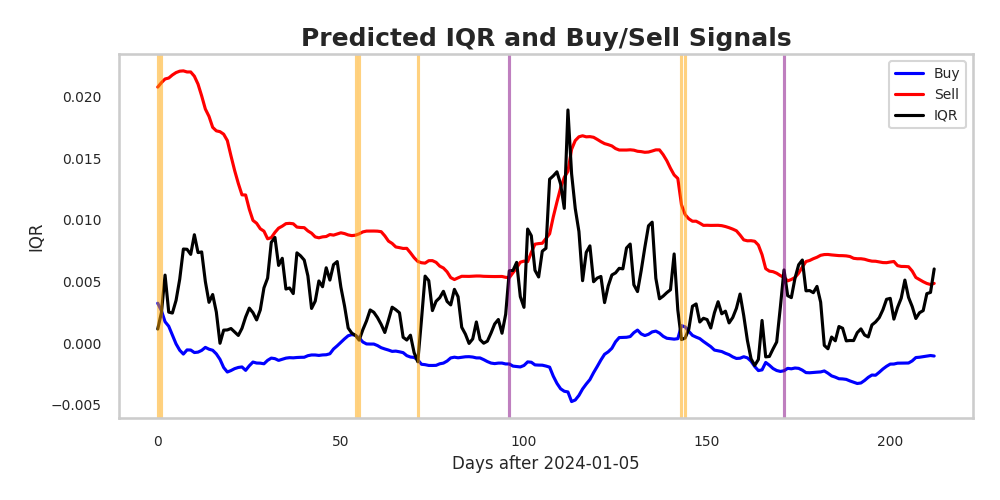 Predicted IQR and Buy/Sell Signals
Buy
Sell
IQR
0.020
0.015
0.010
0.005
0.000
−0.005
IQR
0 50 100 150 200
Days after 2024-01-05